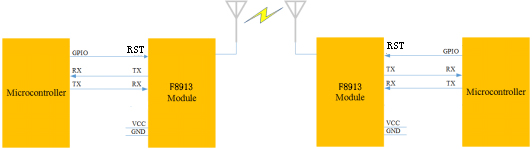 GPIO RST
RX TX
TX RX
Microcontroller
F8913
Module
VCC
GND
RST GPIO
TX RX
RX TX
F8913
Module
Microcontroller
VCC
GND